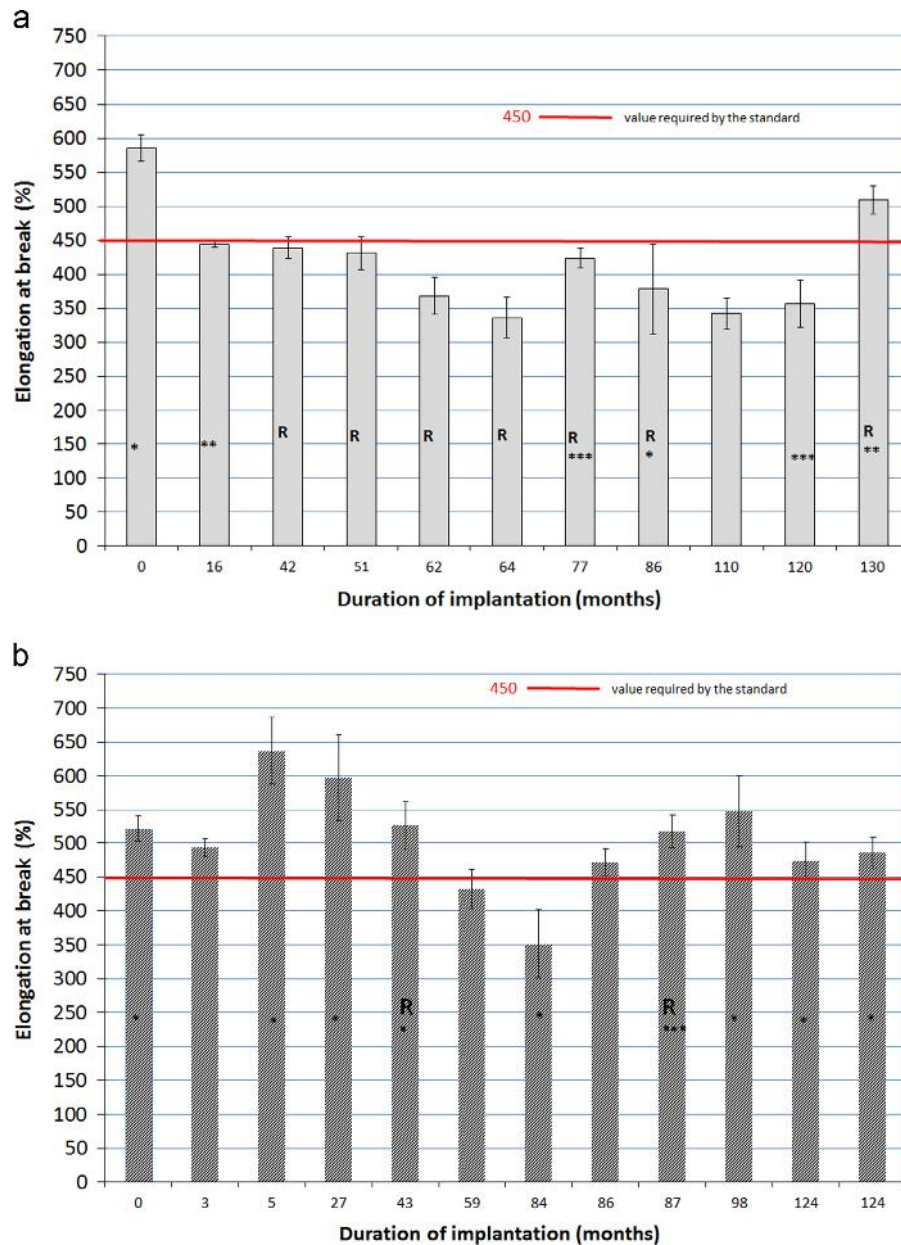 a
750
700
650
600
550
500
450
400
350
300
250
200
150
100
50
0
Elongation at break (%)
450 value required by the standard
* ** R R R R R R *** R
*** * **
0 16 42 51 62 64 77 86 110 120 130
Duration of implantation (months)
b
750
700
650
600
550
500
450
400
350
300
250
200
150
100
50
0
Elongation at break (%)
450 value required by the standard
R R
* * * * * *** * * *
0 3 5 27 43 59 84 86 87 98 124 124
Duration of implantation (months)